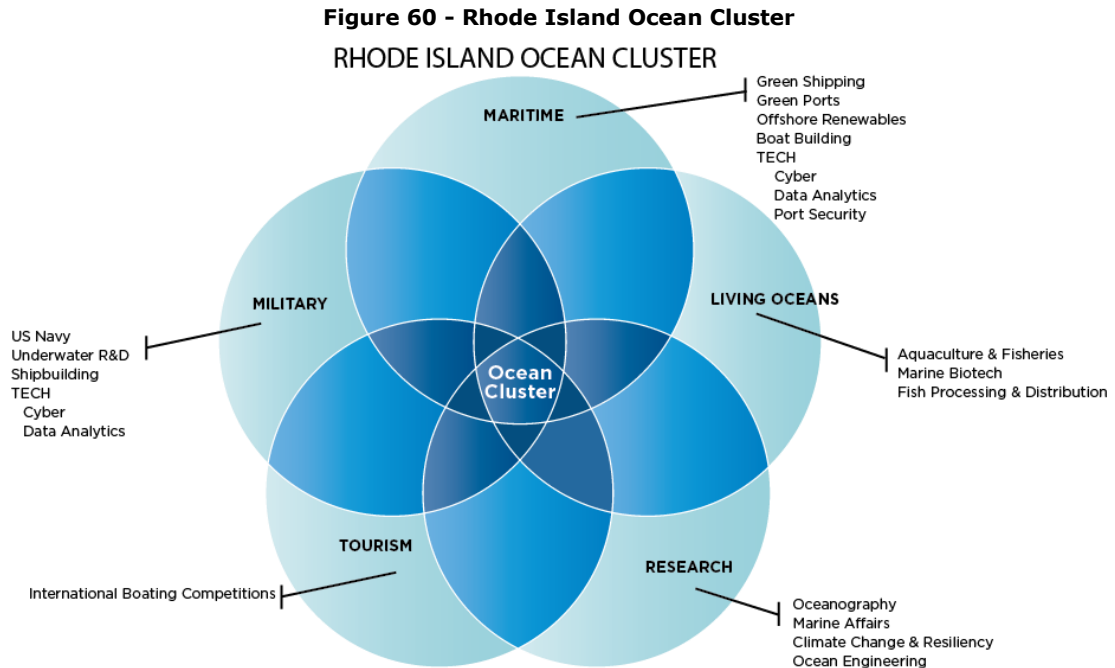 Figure 60 - Rhode Island Ocean Cluster
RHODE ISLAND OCEAN CLUSTER
MARITIME
Green Shipping
Green Ports
Offshore Renewables
Boat Building
TECH
Cyber
Data Analytics
Port Security
MILITARY
US Navy
Underwater R&D
Shipbuilding
TECH
Cyber
Data Analytics
LIVING OCEANS
Aquaculture & Fisheries
Marine Biotech
Fish Processing & Distribution
Ocean
Cluster
TOURISM
International Boating Competitions
RESEARCH
Oceanography
Marine Affairs
Climate Change & Resiliency
Ocean Engineering